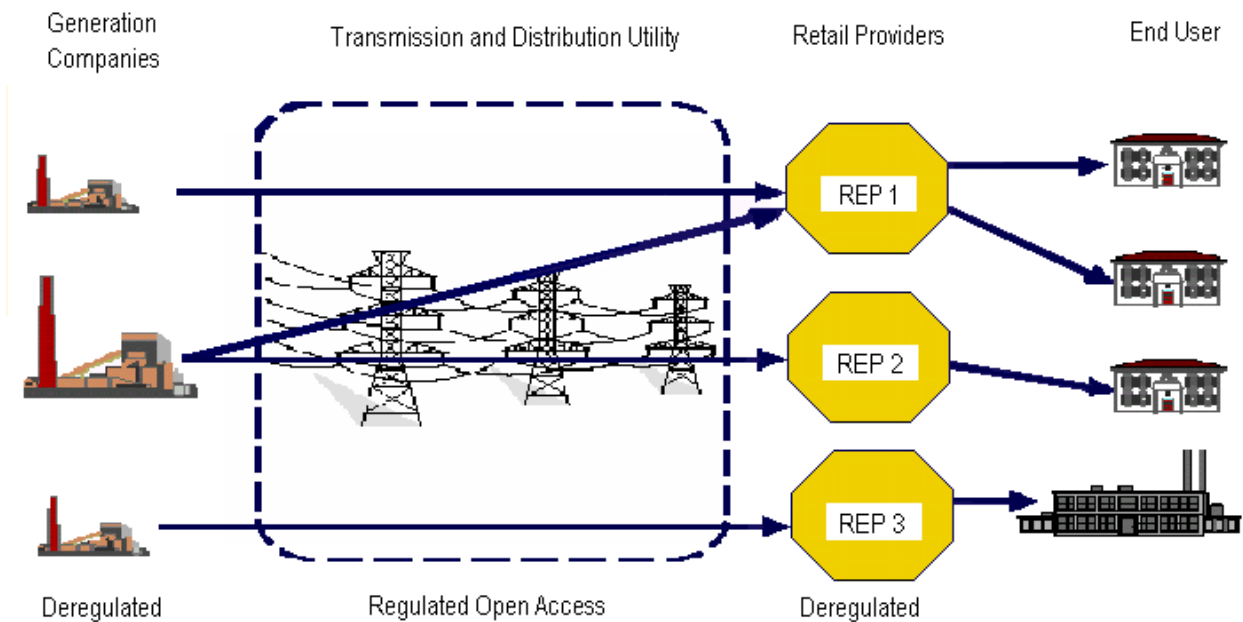 Generation
Companies
Transmission and Distribution Utility
Retail Providers
End User
REP 1
REP 2
REP 3
Deregulated
Regulated Open Access
Deregulated